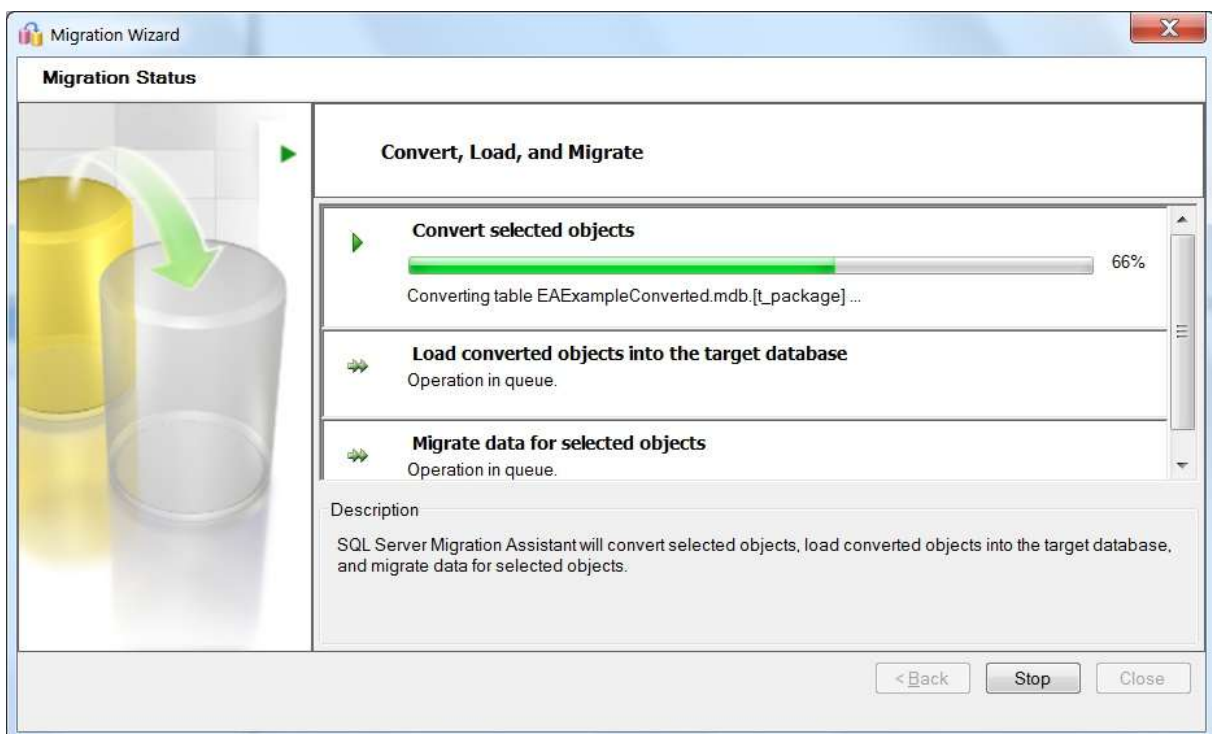 Migration Wizard
Migration Status
Convert, Load, and Migrate
Convert selected objects
66%
Converting table EAExampleConverted.mdb.[t_package] ...
Load converted objects into the target database
Operation in queue.
Migrate data for selected objects
Operation in queue.
Description
SQL Server Migration Assistant will convert selected objects, load converted objects into the target database,
and migrate data for selected objects.
< Back Stop Close